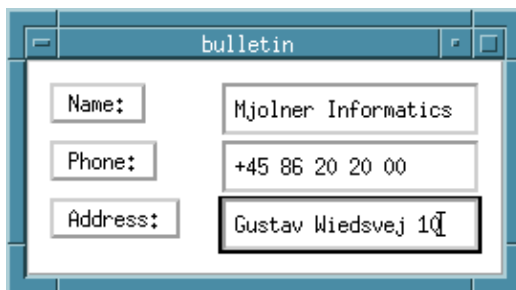 bulletin
Name: Mjolner Informatics
Phone: +45 86 20 20 00
Address: Gustav Wiedsvej 10